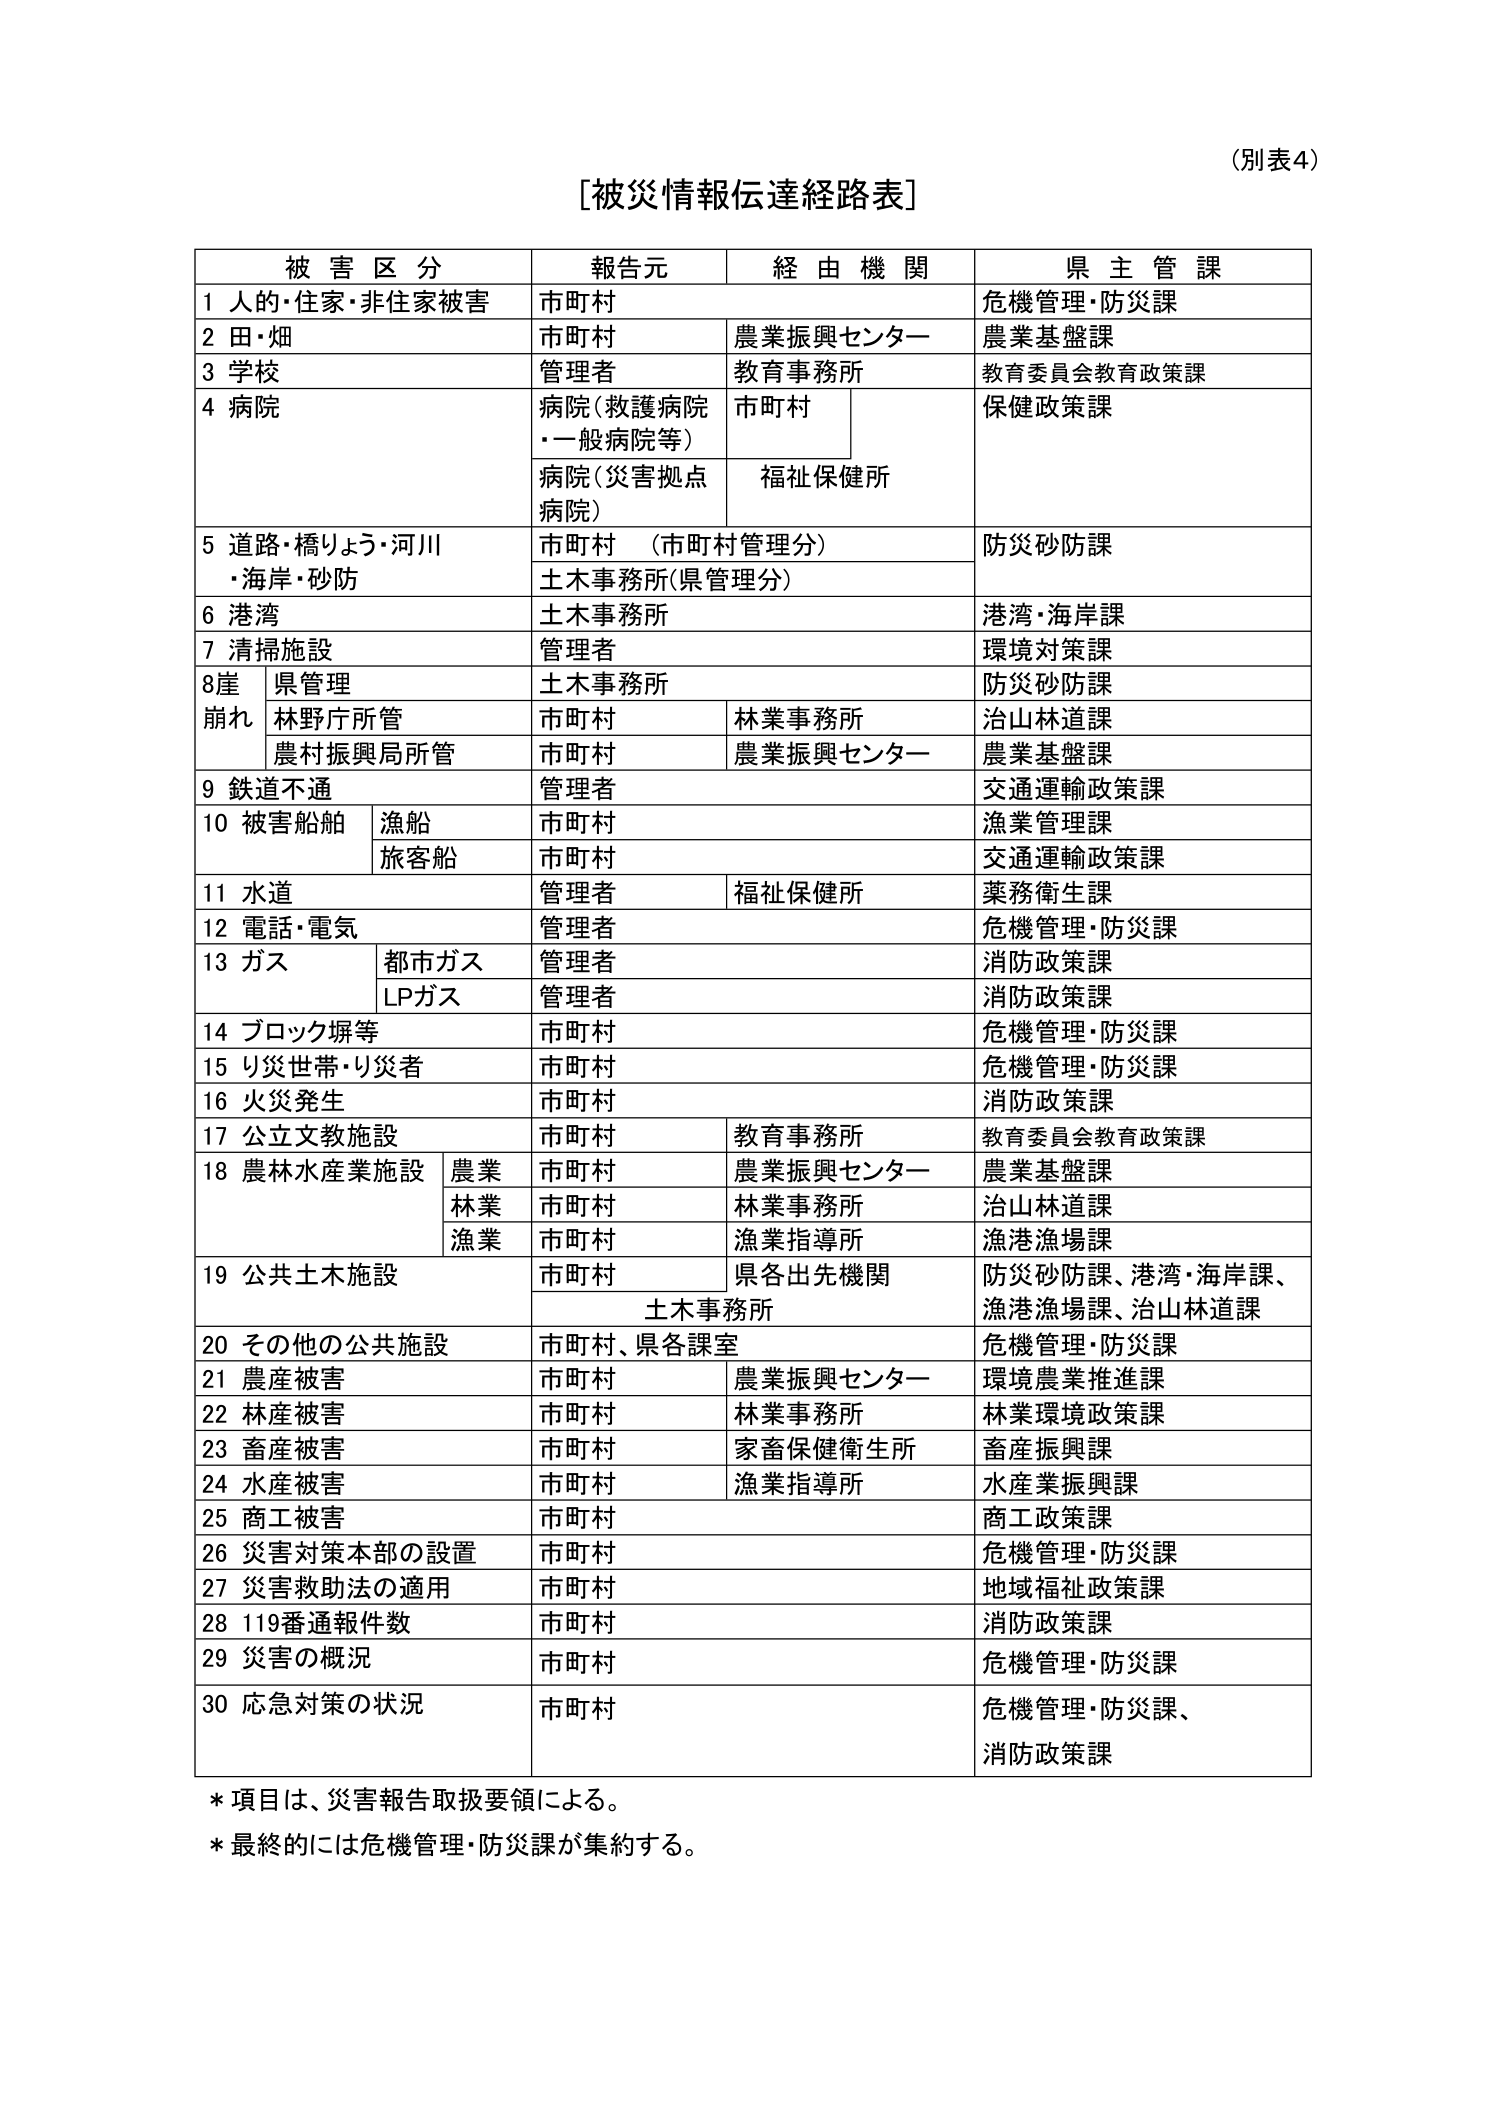 （別表4）
［被災情報伝達経路表］
被 害 区 分 報告元 経 由 機 関 県 主 管 課
1 人的・住家・非住家被害 市町村 危機管理・防災課
2 田・畑 市町村 農業振興センター 農業基盤課
3 学校 管理者 教育事務所 教育委員会教育政策課
4 病院 病院（救護病院 市町村 保健政策課
・一般病院等）
病院（災害拠点 福祉保健所
病院）
5 道路・橋りょう・河川 市町村 （市町村管理分） 防災砂防課
・海岸・砂防 土木事務所(県管理分）
6 港湾 土木事務所 港湾・海岸課
7 清掃施設 管理者 環境対策課
8崖 県管理 土木事務所 防災砂防課
崩れ 林野庁所管 市町村 林業事務所 治山林道課
農村振興局所管 市町村 農業振興センター 農業基盤課
9 鉄道不通 管理者 交通運輸政策課
10 被害船舶 漁船 市町村 漁業管理課
旅客船 市町村 交通運輸政策課
11 水道 管理者 福祉保健所 薬務衛生課
12 電話・電気 管理者 危機管理・防災課
13 ガス 都市ガス 管理者 消防政策課
LPガス 管理者 消防政策課
14 ブロック塀等 市町村 危機管理・防災課
15 り災世帯・り災者 市町村 危機管理・防災課
16 火災発生 市町村 消防政策課
17 公立文教施設 市町村 教育事務所 教育委員会教育政策課
18 農林水産業施設 農業 市町村 農業振興センター 農業基盤課
林業 市町村 林業事務所 治山林道課
漁業 市町村 漁業指導所 漁港漁場課
19 公共土木施設 市町村 県各出先機関 防災砂防課、港湾・海岸課、
土木事務所 漁港漁場課、治山林道課
20 その他の公共施設 市町村、県各課室 危機管理・防災課
21 農産被害 市町村 農業振興センター 環境農業推進課
22 林産被害 市町村 林業事務所 林業環境政策課
23 畜産被害 市町村 家畜保健衛生所 畜産振興課
24 水産被害 市町村 漁業指導所 水産業振興課
25 商工被害 市町村 商工政策課
26 災害対策本部の設置 市町村 危機管理・防災課
27 災害救助法の適用 市町村 地域福祉政策課
28 119番通報件数 市町村 消防政策課
29 災害の概況 市町村 危機管理・防災課
30 応急対策の状況 市町村 危機管理・防災課、
消防政策課
＊項目は、災害報告取扱要領による。
＊最終的には危機管理・防災課が集約する。